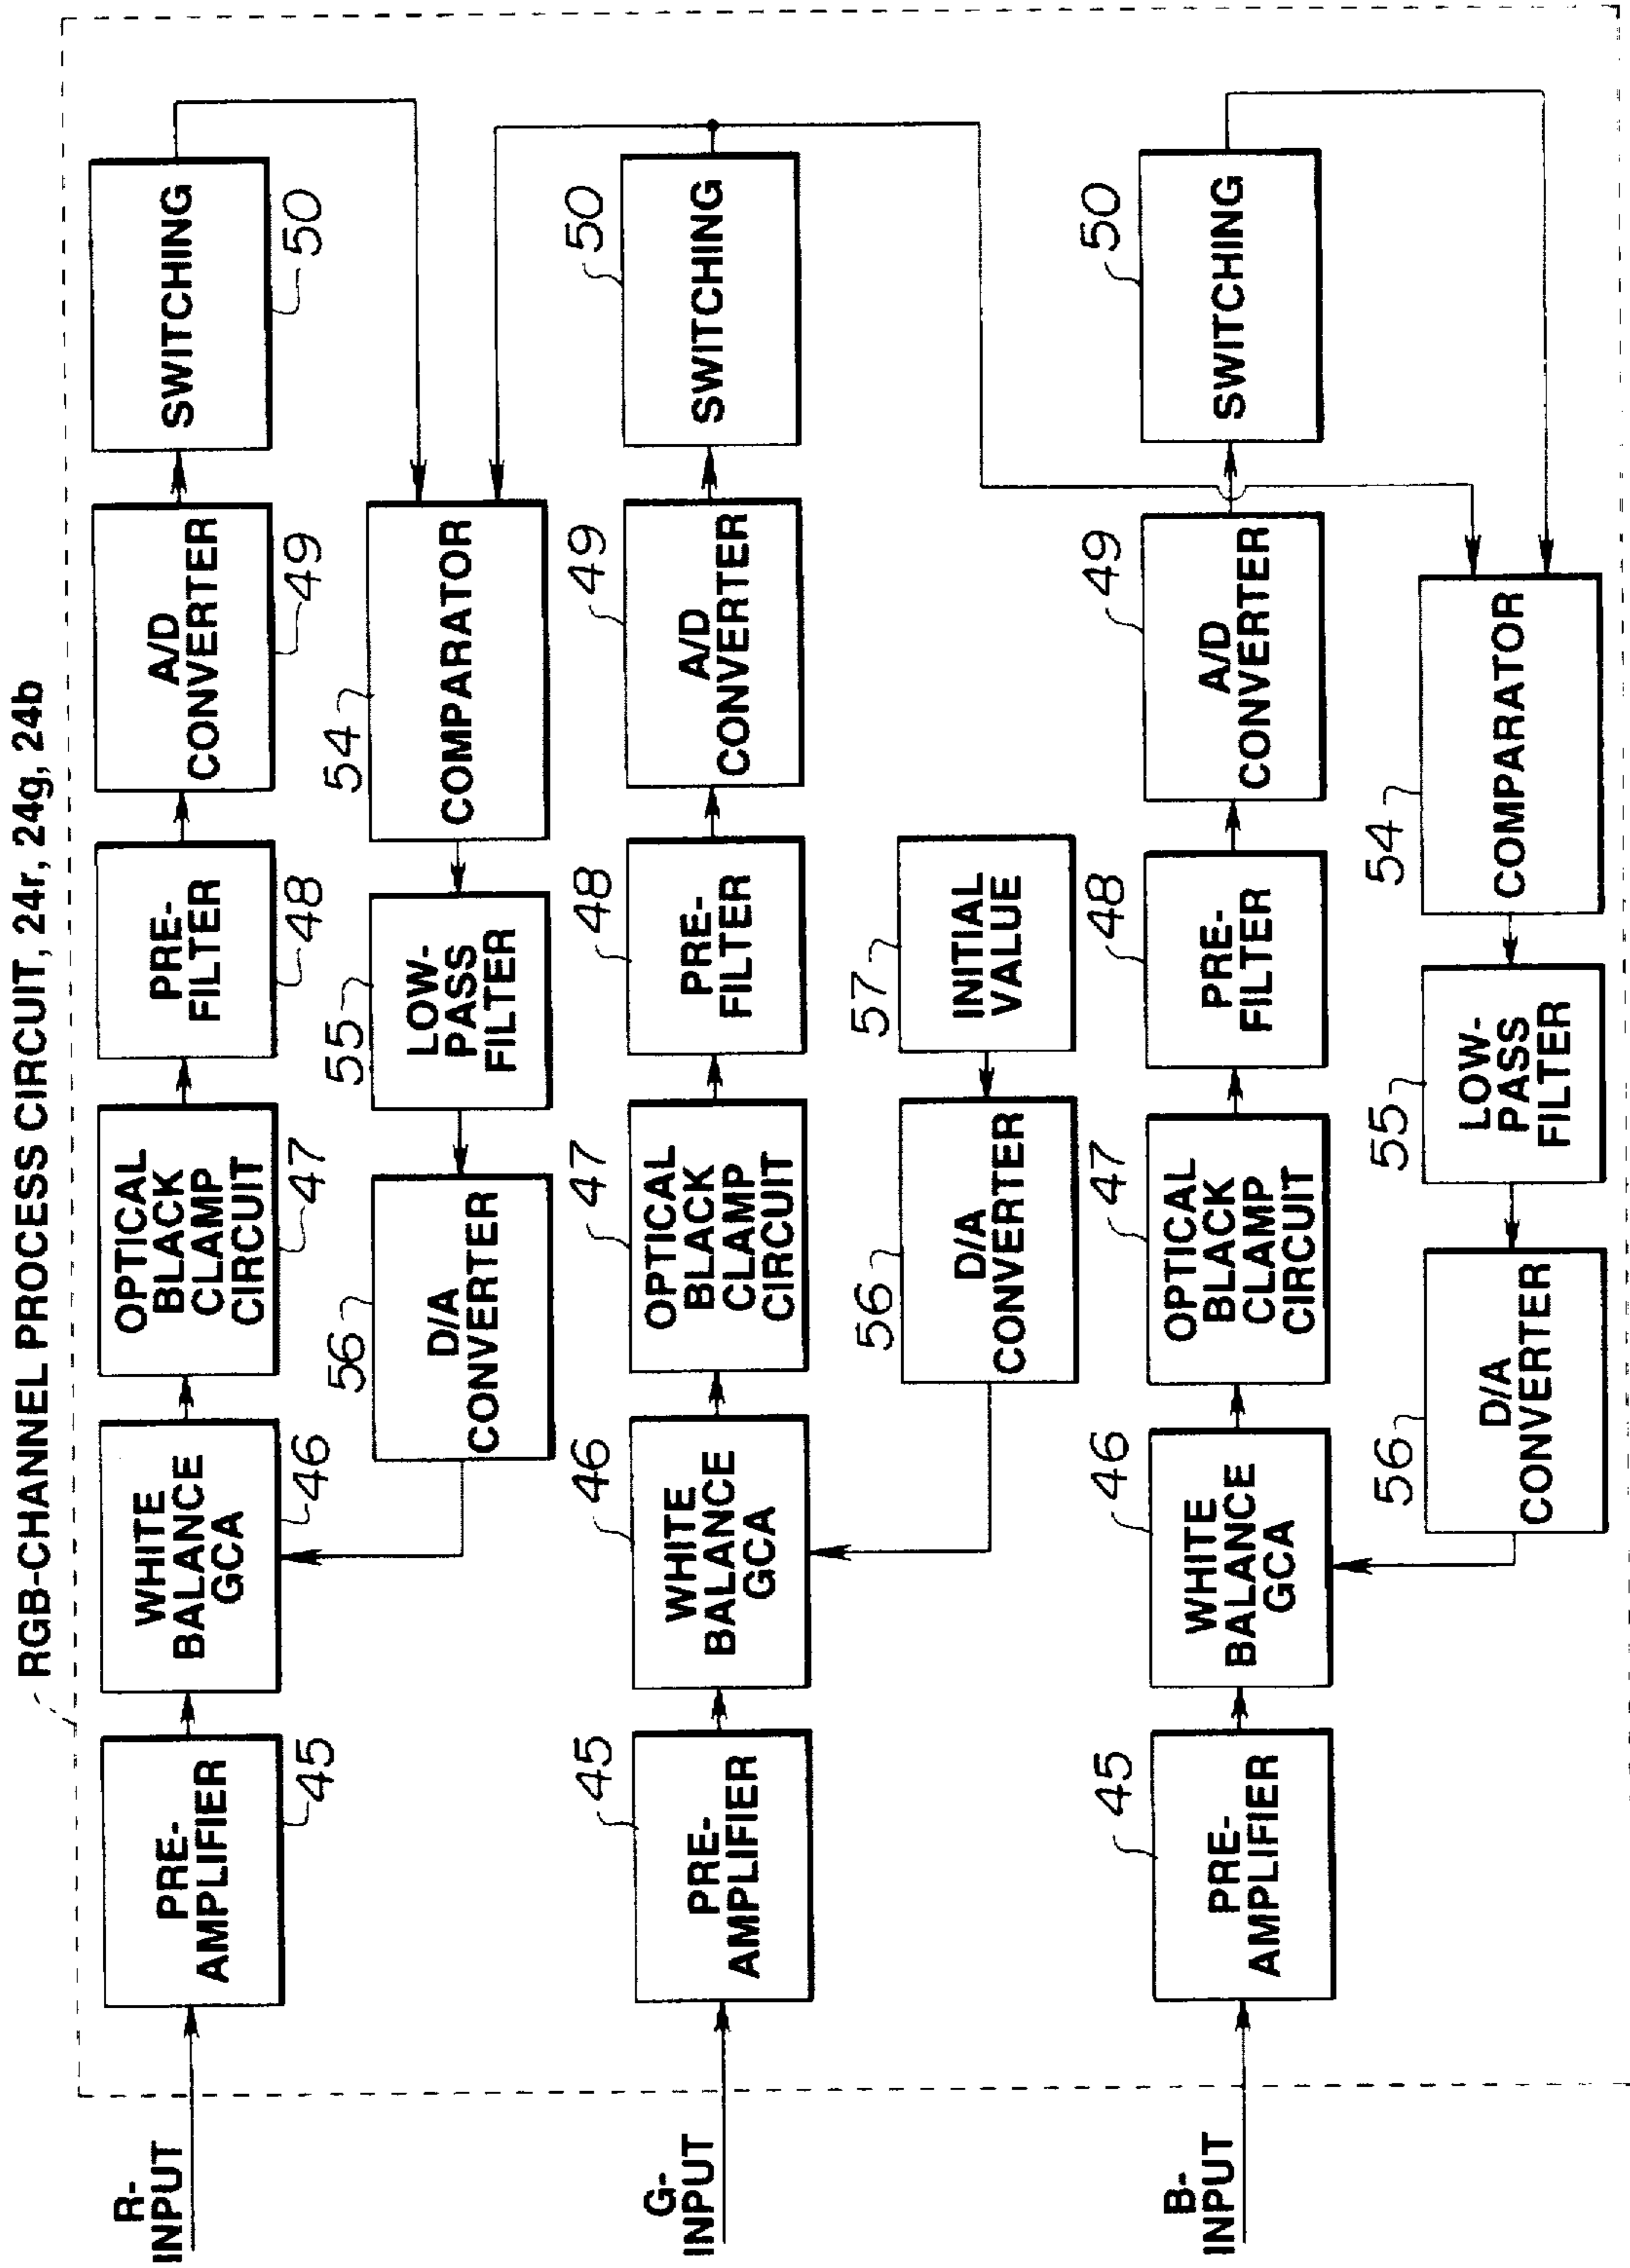 RGB-CHANNEL PROCESS CIRCUIT, 24r, 24g, 24b
R-
INPUT
PRE-
AMPLIFIER
45
WHITE
BALANCE
GCA
46
OPTICAL
BLACK
CLAMP
CIRCUIT
47
PRE-
FILTER
48
A/D
CONVERTER
49
SWITCHING
50
56
D/A
CONVERTER
55
LOW-
PASS
FILTER
54
COMPARATOR
G-
INPUT
45
PRE-
AMPLIFIER
46
WHITE
BALANCE
GCA
47
OPTICAL
BLACK
CLAMP
CIRCUIT
48
PRE-
FILTER
49
A/D
CONVERTER
50
SWITCHING
56
D/A
CONVERTER
57
INITIAL
VALUE
B-
INPUT
45
PRE-
AMPLIFIER
46
WHITE
BALANCE
GCA
47
OPTICAL
BLACK
CLAMP
CIRCUIT
48
PRE-
FILTER
49
A/D
CONVERTER
50
SWITCHING
56
D/A
CONVERTER
55
LOW-
PASS
FILTER
54
COMPARATOR